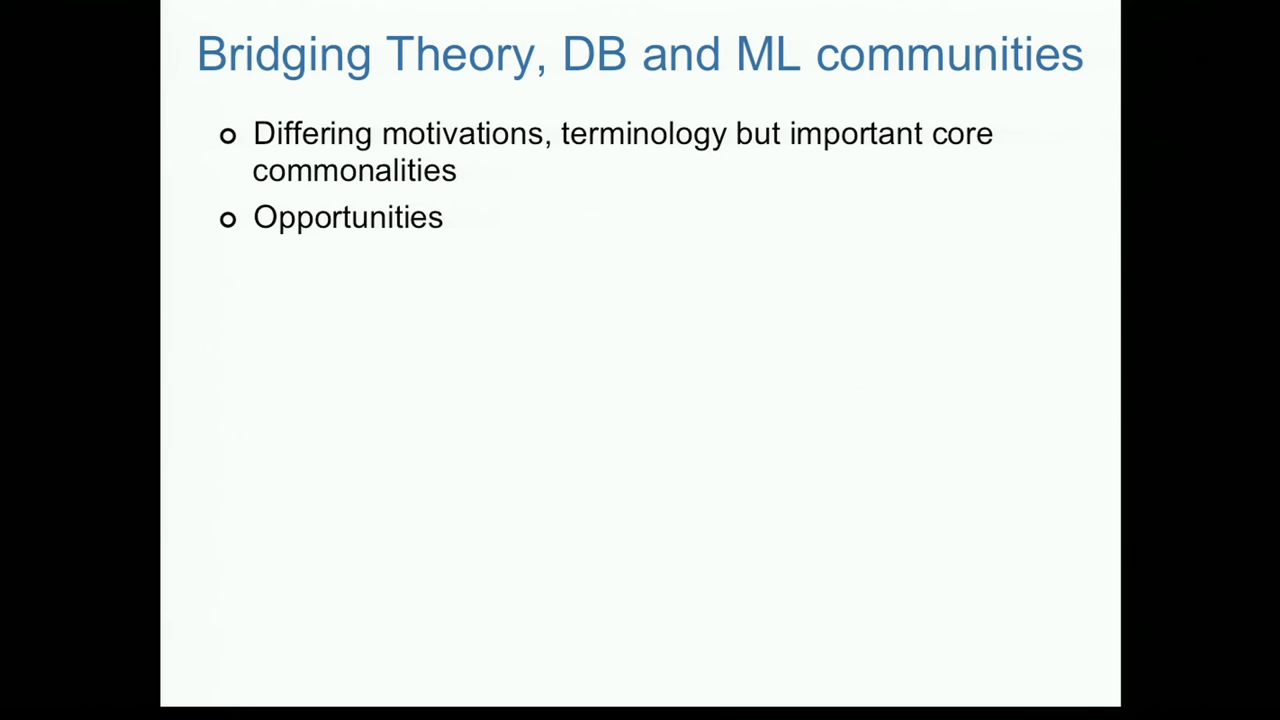 Bridging Theory, DB and ML communities
Differing motivations, terminology but important core
commonalities
Opportunities